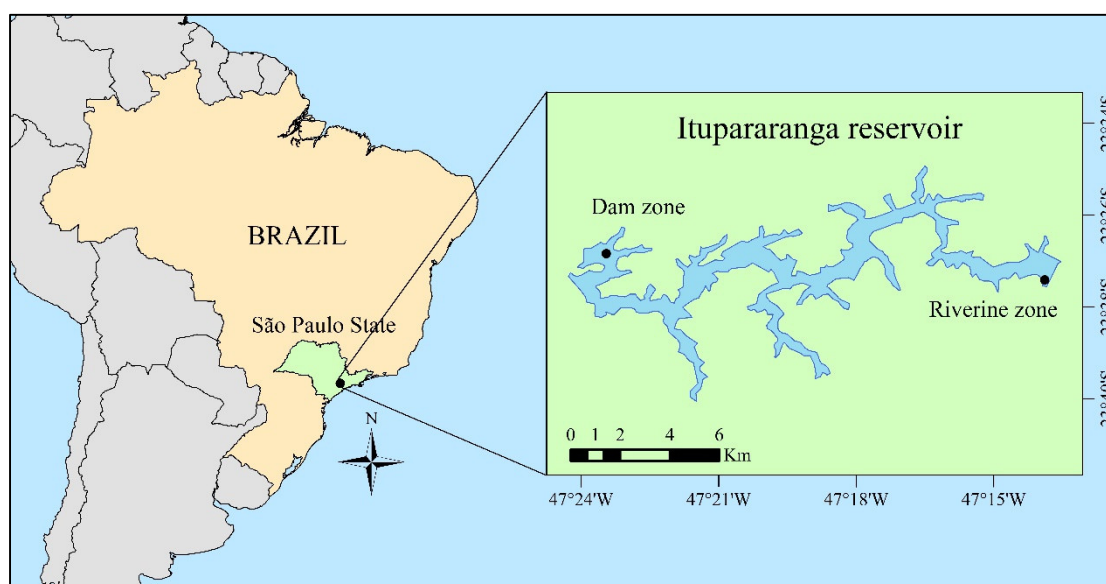 Itupararanga reservoir
Dam zone
BRAZIL
São Paulo State
Riverine zone
N
0 1 2 4 6
Km
47°24'W 47°21'W 47°18'W 47°15'W